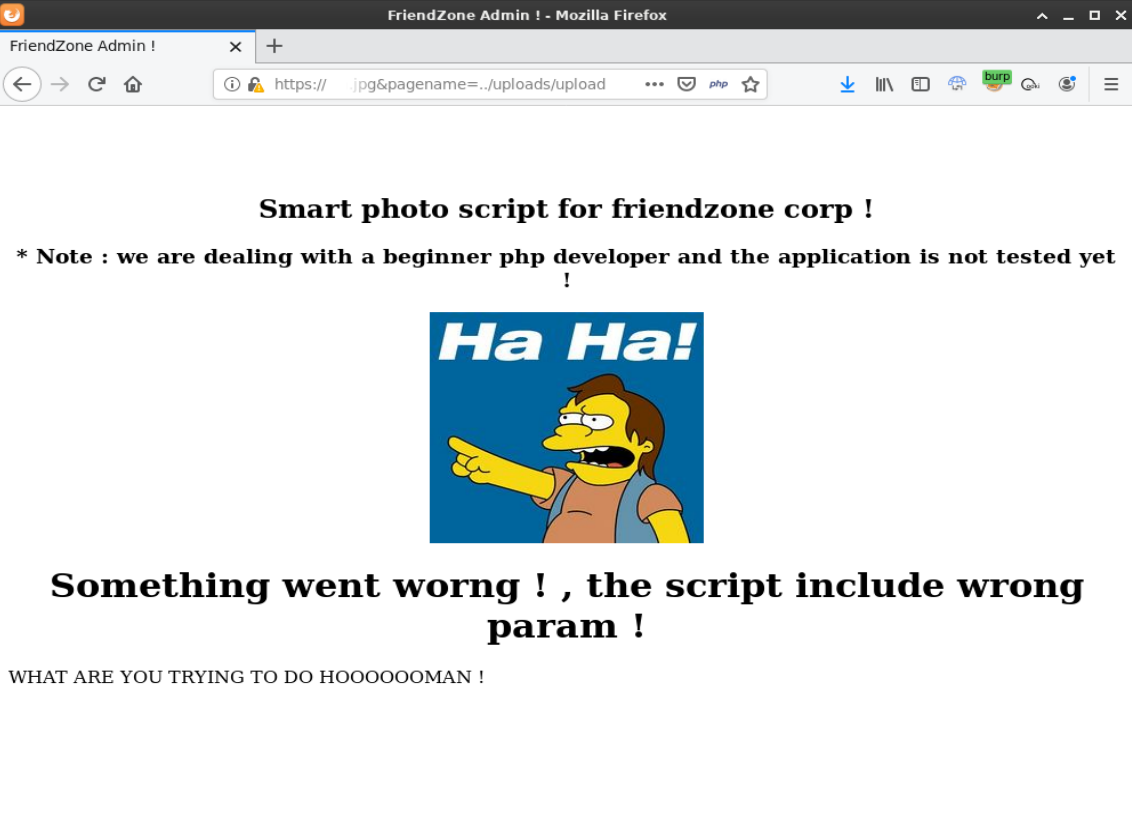 FriendZone Admin ! - Mozilla Firefox
FriendZone Admin !
https:// .jpg&pagename=../uploads/upload
php
burp
Smart photo script for friendzone corp !
* Note : we are dealing with a beginner php developer and the application is not tested yet
!
Ha Ha!
Something went worng ! , the script include wrong
param !
WHAT ARE YOU TRYING TO DO HOOOOOOMAN !